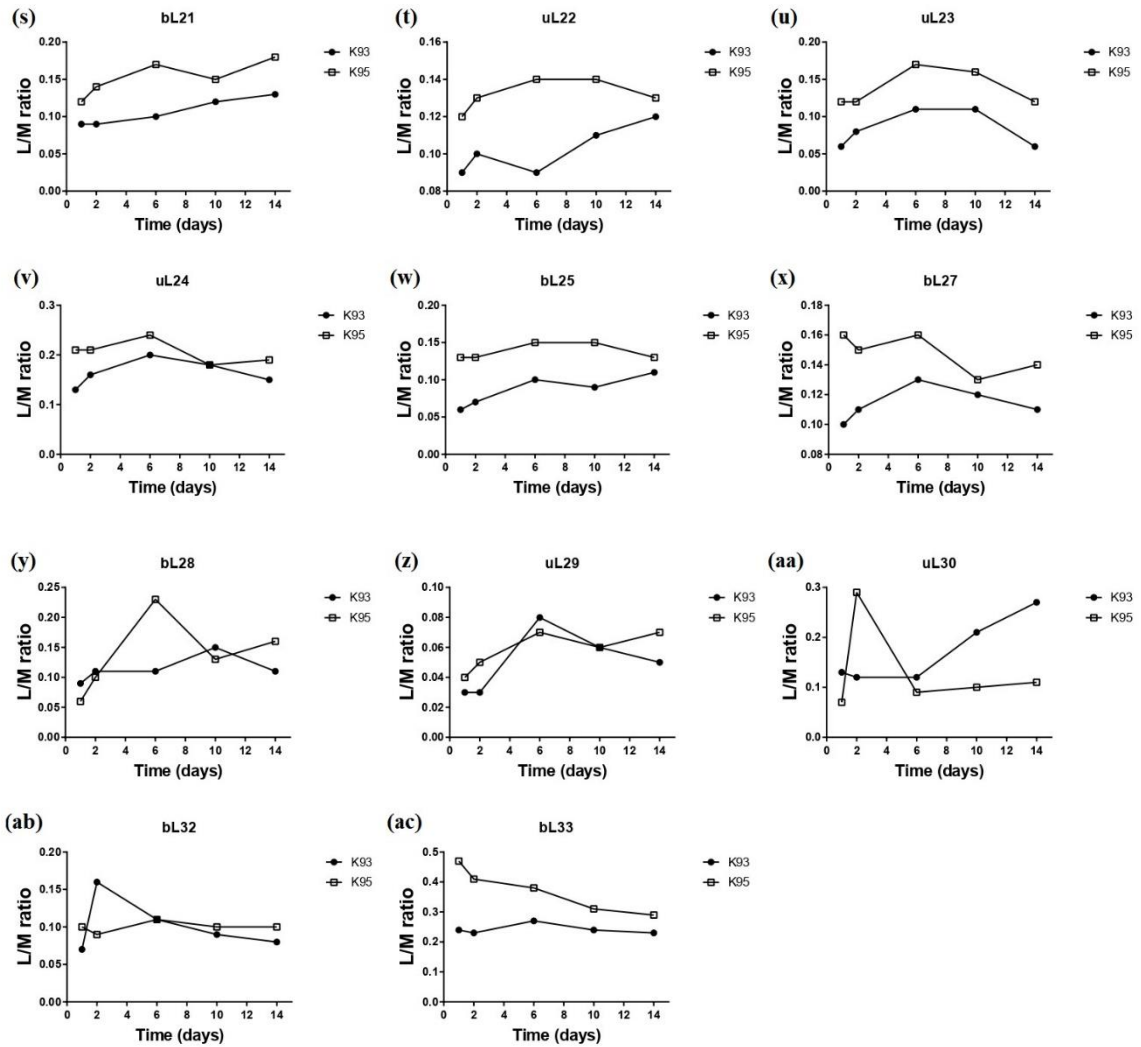 (s) bL21
L/M ratio
0.20
0.15
0.10
0.05
0.00
0 2 4 6 8 10 12 14
Time (days)
K93
K95
(t) uL22
L/M ratio
0.16
0.14
0.12
0.10
0.08
0 2 4 6 8 10 12 14
Time (days)
K93
K95
(u) uL23
L/M ratio
0.20
0.15
0.10
0.05
0.00
0 2 4 6 8 10 12 14
Time (days)
K93
K95
(v) uL24
L/M ratio
0.3
0.2
0.1
0.0
0 2 4 6 8 10 12 14
Time (days)
K93
K95
(w) bL25
L/M ratio
0.20
0.15
0.10
0.05
0.00
0 2 4 6 8 10 12 14
Time (days)
K93
K95
(x) bL27
L/M ratio
0.18
0.16
0.14
0.12
0.10
0.08
0 2 4 6 8 10 12 14
Time (days)
K93
K95
(y) bL28
L/M ratio
0.25
0.20
0.15
0.10
0.05
0.00
0 2 4 6 8 10 12 14
Time (days)
K93
K95
(z) uL29
L/M ratio
0.10
0.08
0.06
0.04
0.02
0.00
0 2 4 6 8 10 12 14
Time (days)
K93
K95
(aa) uL30
L/M ratio
0.3
0.2
0.1
0.0
0 2 4 6 8 10 12 14
Time (days)
K93
K95
(ab) bL32
L/M ratio
0.20
0.15
0.10
0.05
0.00
0 2 4 6 8 10 12 14
Time (days)
K93
K95
(ac) bL33
L/M ratio
0.5
0.4
0.3
0.2
0.1
0.0
0 2 4 6 8 10 12 14
Time (days)
K93
K95